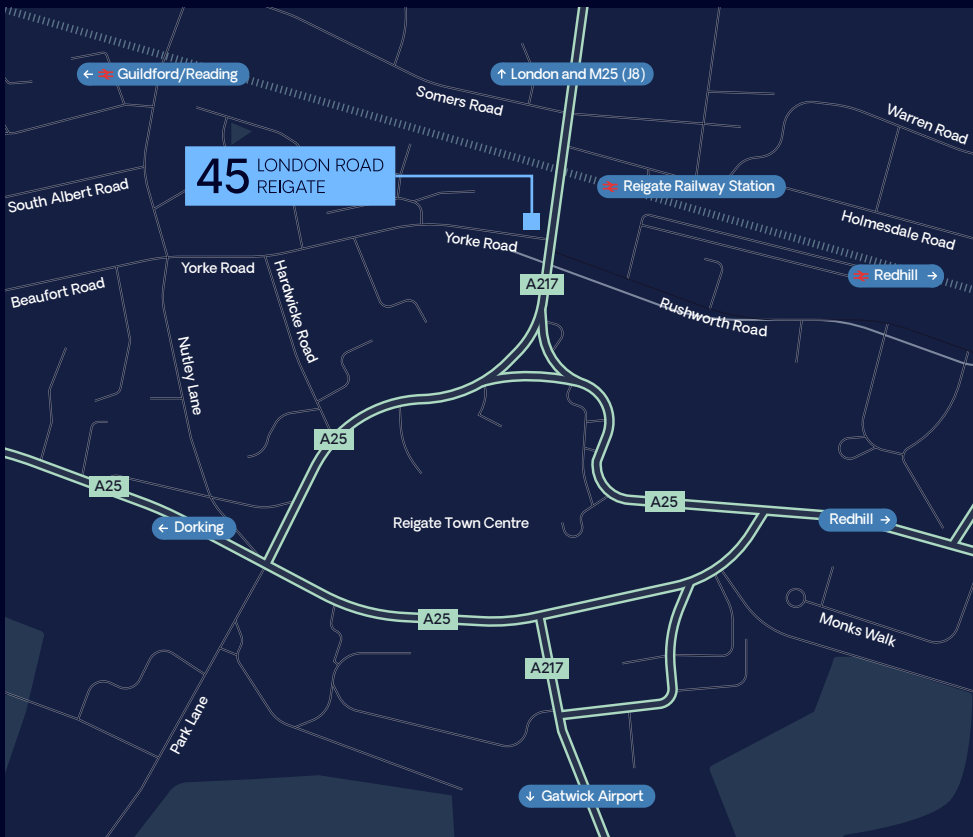 ← Guildford/Reading
↑ London and M25 (J8)
Somers Road
Warren Road
45 LONDON ROAD
REIGATE
South Albert Road
Reigate Railway Station
Holmesdale Road
Yorke Road
Yorke Road
Redhill →
A217
Beaufort Road
Hardwicke Road
Rushworth Road
Nutley Lane
A25
A25
A25
Dorking
Reigate Town Centre
Redhill →
A25
Monks Walk
A217
Park Lane
↓ Gatwick Airport